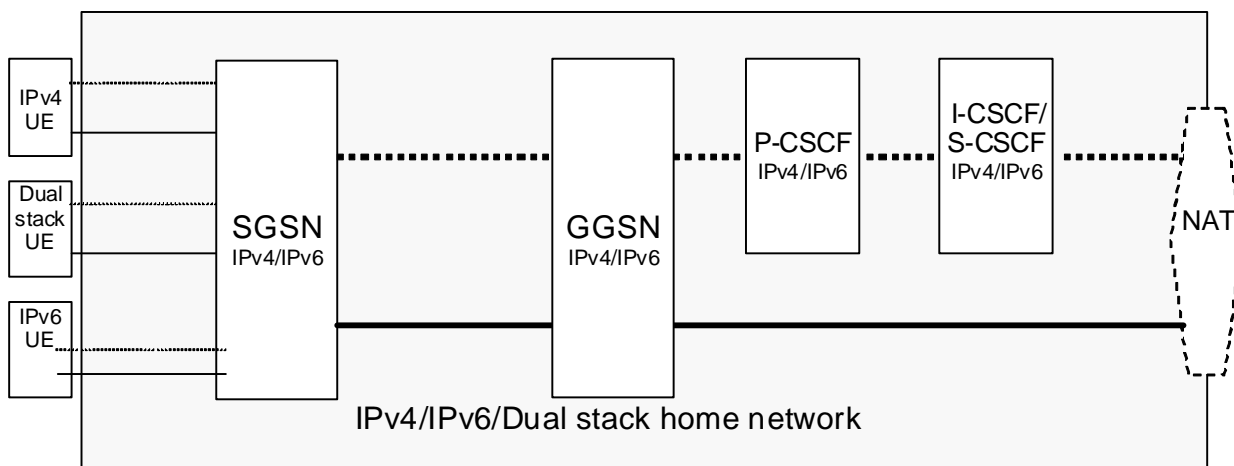 IPv4
UE
Dual
stack
UE
IPv6
UE
SGSN
IPv4/IPv6
GGSN
IPv4/IPv6
P-CSCF
IPv4/IPv6
I-CSCF/
S-CSCF
IPv4/IPv6
NAT
IPv4/IPv6/Dual stack home network